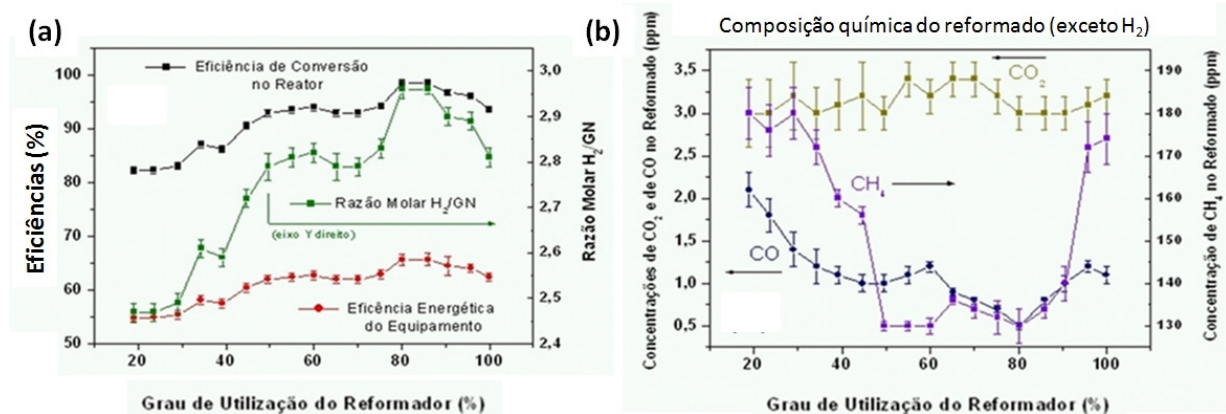 (a)
Eficiência de Conversão
no Reator
Razão Molar H₂/GN
(eixo Y direito)
Eficência Energética
do Equipamento
Eficiências (%)
100
90
80
70
60
50
3,0
2,9
2,8
2,7
2,6
2,5
2,4
Razão Molar H₂/GN
20
40
60
80
100
Grau de Utilização do Reformador (%)
(b)
Composição química do reformado (exceto H₂)
CO₂
CH₄
CO
Concentrações de CO₂ e de CO no Reformado (ppm)
3,5
3,0
2,5
2,0
1,5
1,0
0,5
190
180
170
160
150
140
130
Concentração de CH₄ no Reformado (ppm)
20
40
60
80
100
Grau de Utilização do Reformador (%)